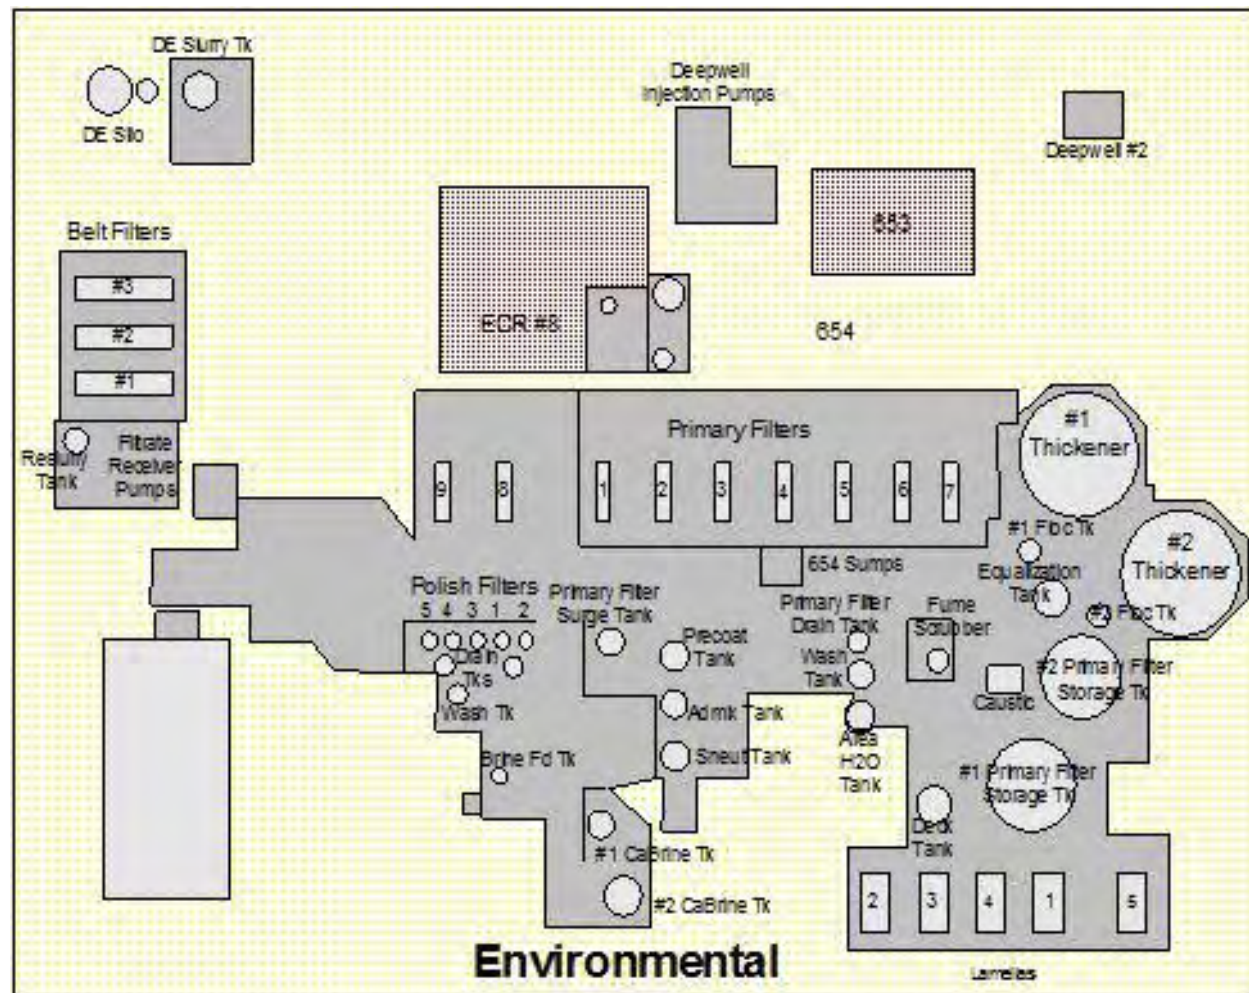 DE Slurry Tk
DE Silo
Deepwell
Injection Pumps
Deepwell #2
653
Belt Filters
#3
#2
#1
ECR #8
654
Reslurry
Tank
Filtrate
Receiver
Pumps
Primary Filters
9
8
1
2
3
4
5
6
7
#1
Thickener
#2
Thickener
#1 Floc Tk
654 Sumps
Equalization
Tank
Polish Filters
5 4 3 1 2
Primary Filter
Surge Tank
Primary Filter
Drain Tank
Fume
Scrubber
#3 Floc Tk
Drain
Tks
Precoat
Tank
Wash
Tank
#2 Primary Filter
Storage Tk
Caustic
Wash Tk
Admix Tank
Area
H2O
Tank
Brine Fd Tk
Sneut Tank
#1 Primary Filter
Storage Tk
Deck
Tank
#1 CaBrine Tk
#2 CaBrine Tk
2
3
4
1
5
Environmental
Lamellas